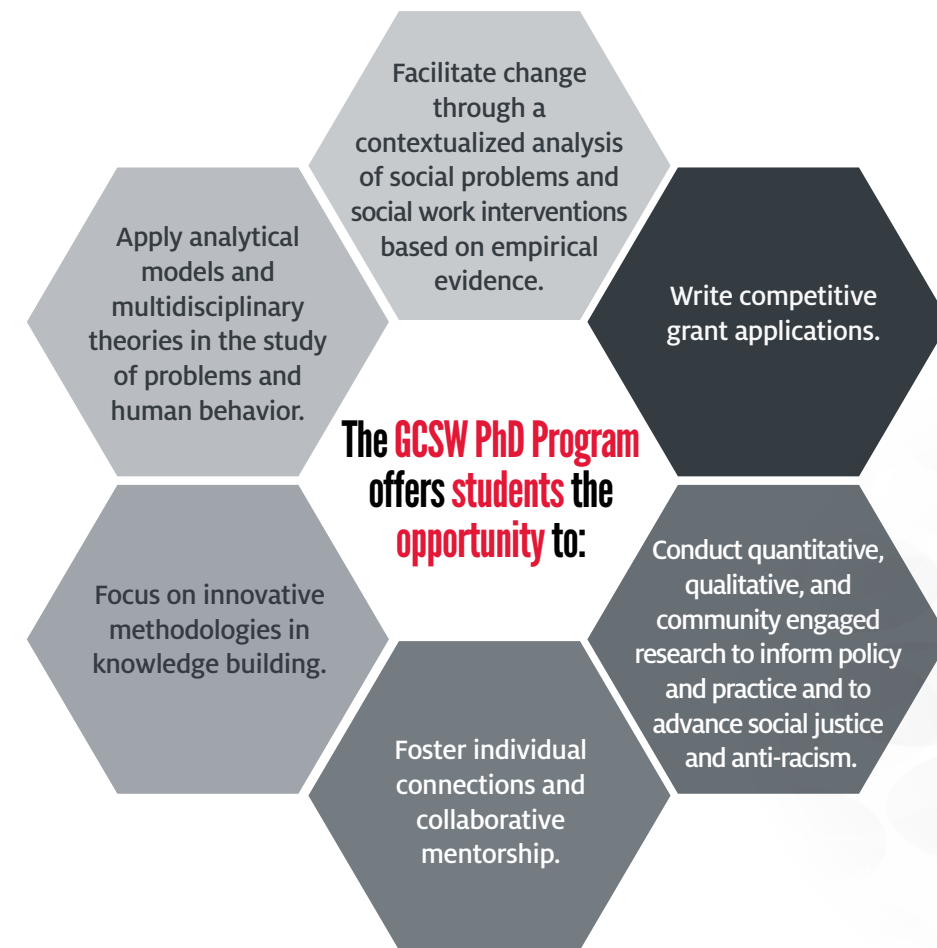 Facilitate change
through a
contextualized analysis
of social problems and
social work interventions
based on empirical
evidence.
Apply analytical
models and
multidisciplinary
theories in the study
of problems and
human behavior.
Write competitive
grant applications.
The GCSW PhD Program
offers students the
opportunity to:
Focus on innovative
methodologies in
knowledge building.
Conduct quantitative,
qualitative, and
community engaged
research to inform policy
and practice and to
advance social justice
and anti-racism.
Foster individual
connections and
collaborative
mentorship.